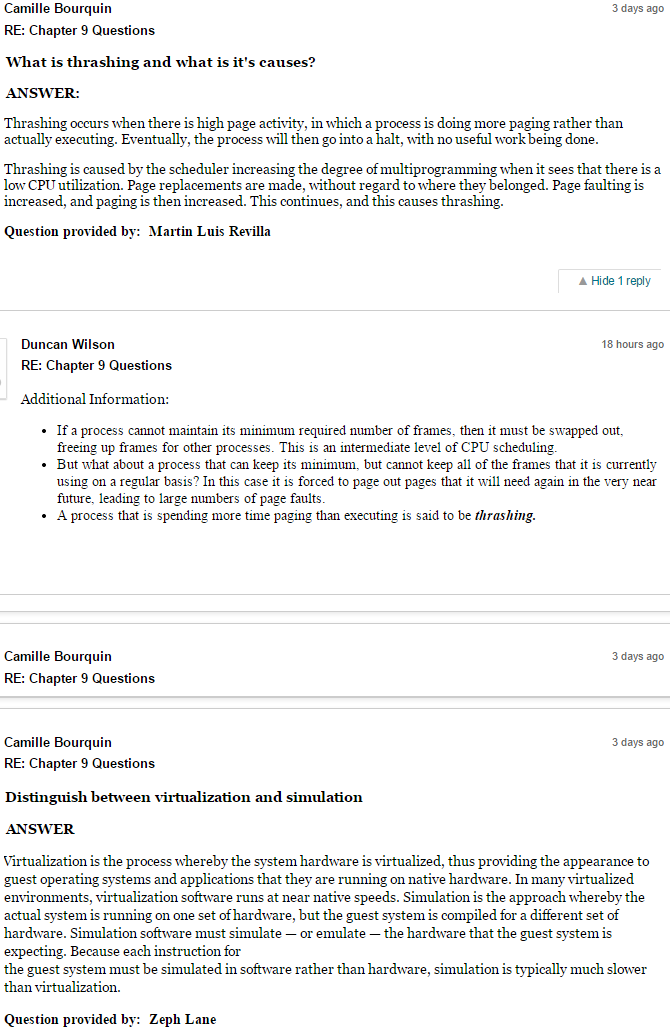 Camille Bourquin 3 days ago
RE: Chapter 9 Questions
What is thrashing and what is it's causes?
ANSWER:
Thrashing occurs when there is high page activity, in which a process is doing more paging rather than
actually executing. Eventually, the process will then go into a halt, with no useful work being done.
Thrashing is caused by the scheduler increasing the degree of multiprogramming when it sees that there is a
low CPU utilization. Page replacements are made, without regard to where they belonged. Page faulting is
increased, and paging is then increased. This continues, and this causes thrashing.
Question provided by: Martin Luis Revilla
▲ Hide 1 reply
Duncan Wilson 18 hours ago
RE: Chapter 9 Questions
Additional Information:
• If a process cannot maintain its minimum required number of frames, then it must be swapped out,
freeing up frames for other processes. This is an intermediate level of CPU scheduling.
• But what about a process that can keep its minimum, but cannot keep all of the frames that it is currently
using on a regular basis? In this case it is forced to page out pages that it will need again in the very near
future, leading to large numbers of page faults.
• A process that is spending more time paging than executing is said to be thrashing.
Camille Bourquin 3 days ago
RE: Chapter 9 Questions
Camille Bourquin 3 days ago
RE: Chapter 9 Questions
Distinguish between virtualization and simulation
ANSWER
Virtualization is the process whereby the system hardware is virtualized, thus providing the appearance to
guest operating systems and applications that they are running on native hardware. In many virtualized
environments, virtualization software runs at near native speeds. Simulation is the approach whereby the
actual system is running on one set of hardware, but the guest system is compiled for a different set of
hardware. Simulation software must simulate — or emulate — the hardware that the guest system is
expecting. Because each instruction for
the guest system must be simulated in software rather than hardware, simulation is typically much slower
than virtualization.
Question provided by: Zeph Lane